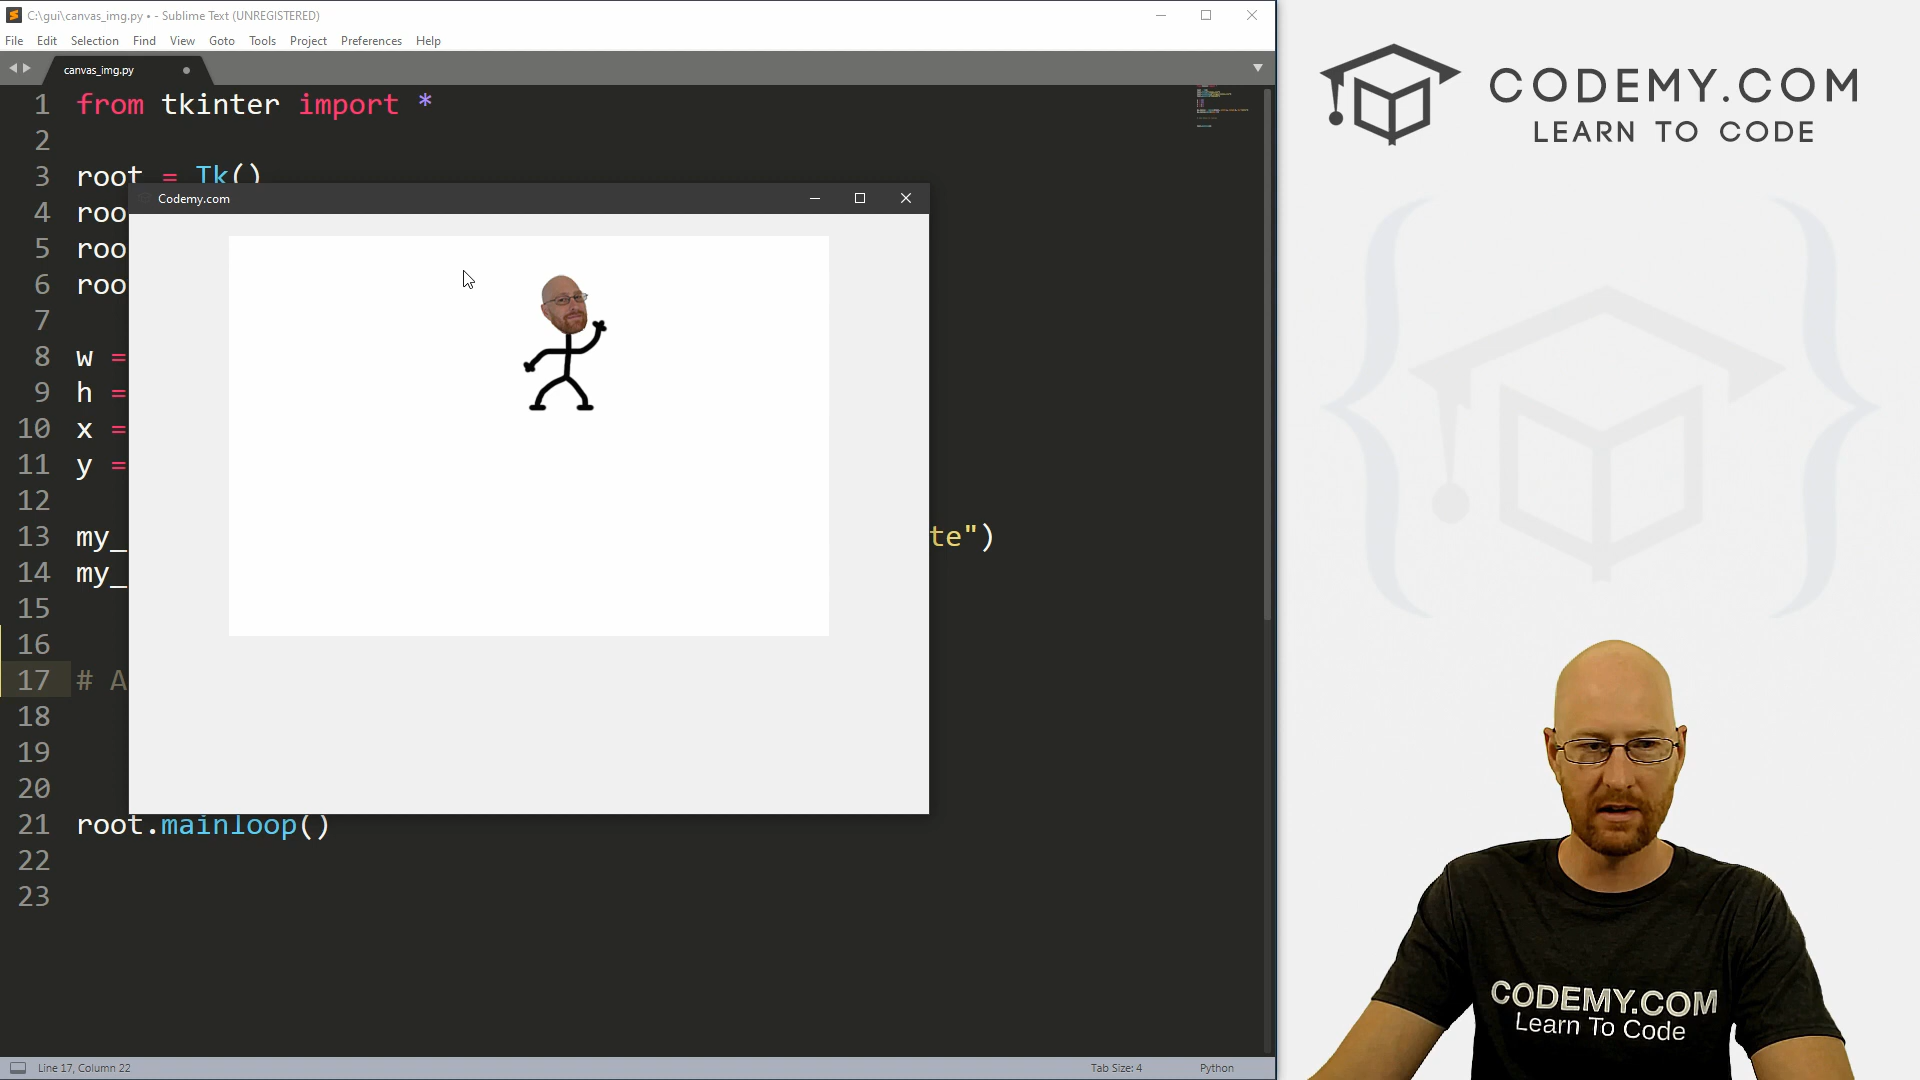 C:\gui\canvas_img.py • - Sublime Text (UNREGISTERED)
File Edit Selection Find View Goto Tools Project Preferences Help
canvas_img.py
1 from tkinter import *
2
3 root = Tk()
Codemy.com
4 roo
5 roo
6 roo
7
8 w =
9 h =
10 x =
11 y =
12
13 my_ te")
14 my_
15
16
17 # A
18
19
20
21 root.mainloop()
22
23
Line 17, Column 22 Tab Size: 4 Python
CODEMY.COM
LEARN TO CODE
CODEMY.COM
Learn To Code